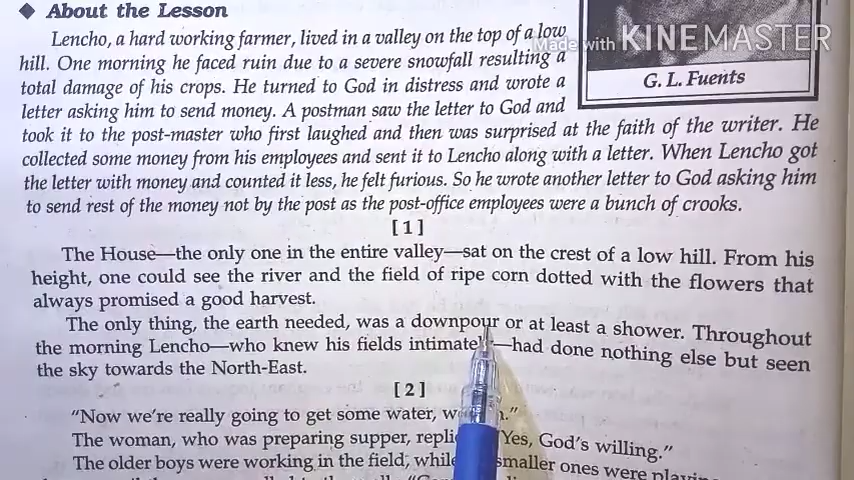 ◆ About the Lesson
Lencho, a hard working farmer, lived in a valley on the top of a low
hill. One morning he faced ruin due to a severe snowfall resulting a
total damage of his crops. He turned to God in distress and wrote a
letter asking him to send money. A postman saw the letter to God and
took it to the post-master who first laughed and then was surprised at the faith of the writer. He
collected some money from his employees and sent it to Lencho along with a letter. When Lencho got
the letter with money and counted it less, he felt furious. So he wrote another letter to God asking him
to send rest of the money not by the post as the post-office employees were a bunch of crooks.
Made with KINEMASTER
G. L. Fuents
[1]
The House—the only one in the entire valley—sat on the crest of a low hill. From his
height, one could see the river and the field of ripe corn dotted with the flowers that
always promised a good harvest.
The only thing, the earth needed, was a downpour or at least a shower. Throughout
the morning Lencho—who knew his fields intimatel —had done nothing else but seen
the sky towards the North-East.
[2]
"Now we're really going to get some water,
The woman, who was preparing supper, Yes, God's willing."
The older boys were working in the field, smaller ones were